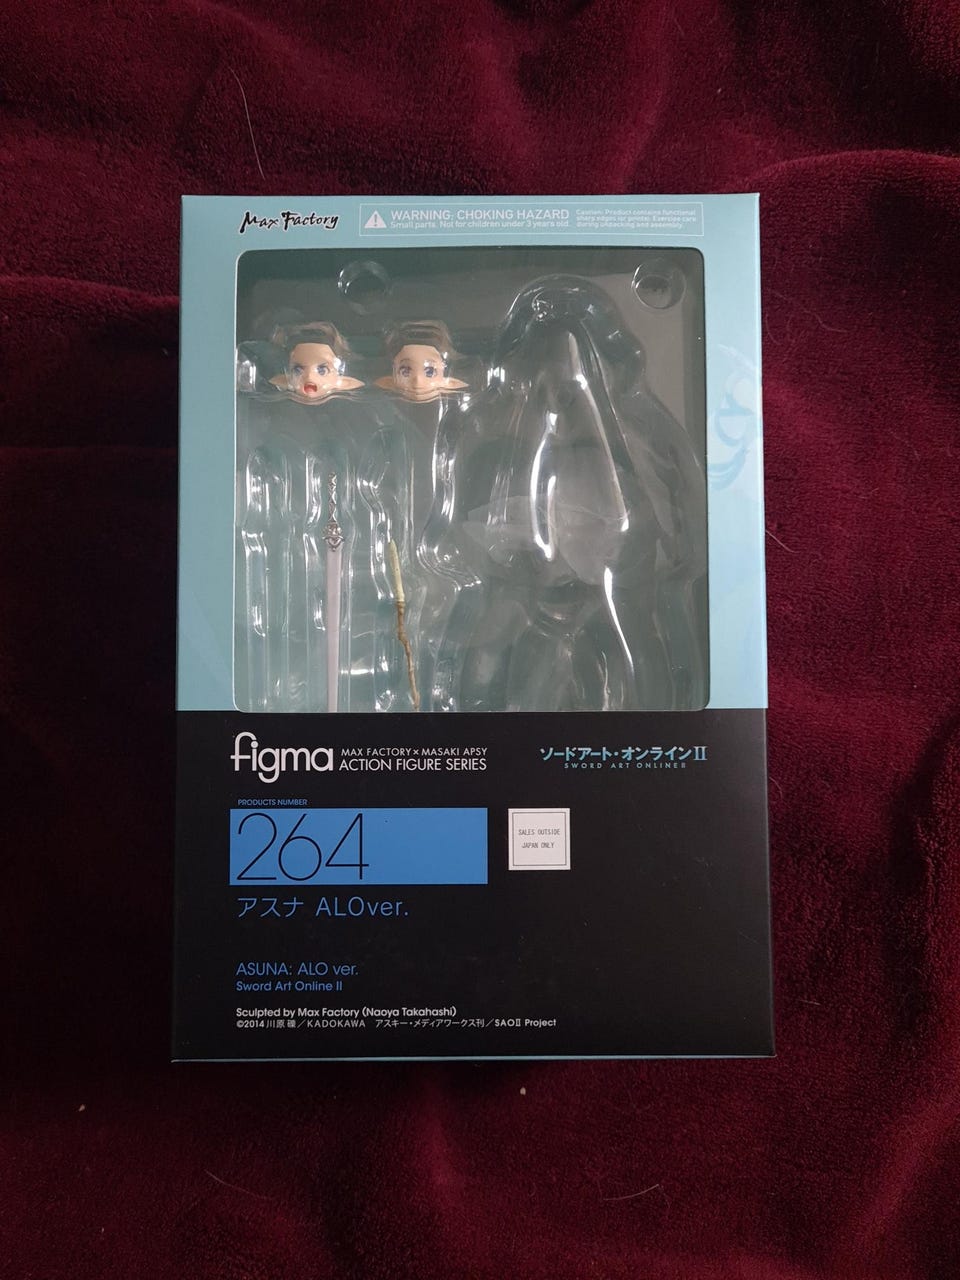 Max Factory
WARNING: CHOKING HAZARD
Small parts. Not for children under 3 years old.
Caution: Product contains functional
sharp edges (or points). Exercise care
during unpacking and assembly.
figma
MAX FACTORY × MASAKI APSY
ACTION FIGURE SERIES
ソードアート・オンラインII
SWORD ART ONLINE II
PRODUCTS NUMBER
264
SALES OUTSIDE
JAPAN ONLY
アスナ ALOver.
ASUNA: ALO ver.
Sword Art Online II
Sculpted by Max Factory (Naoya Takahashi)
©2014 川原 礫／KADOKAWA アスキー・メディアワークス刊／SAOII Project